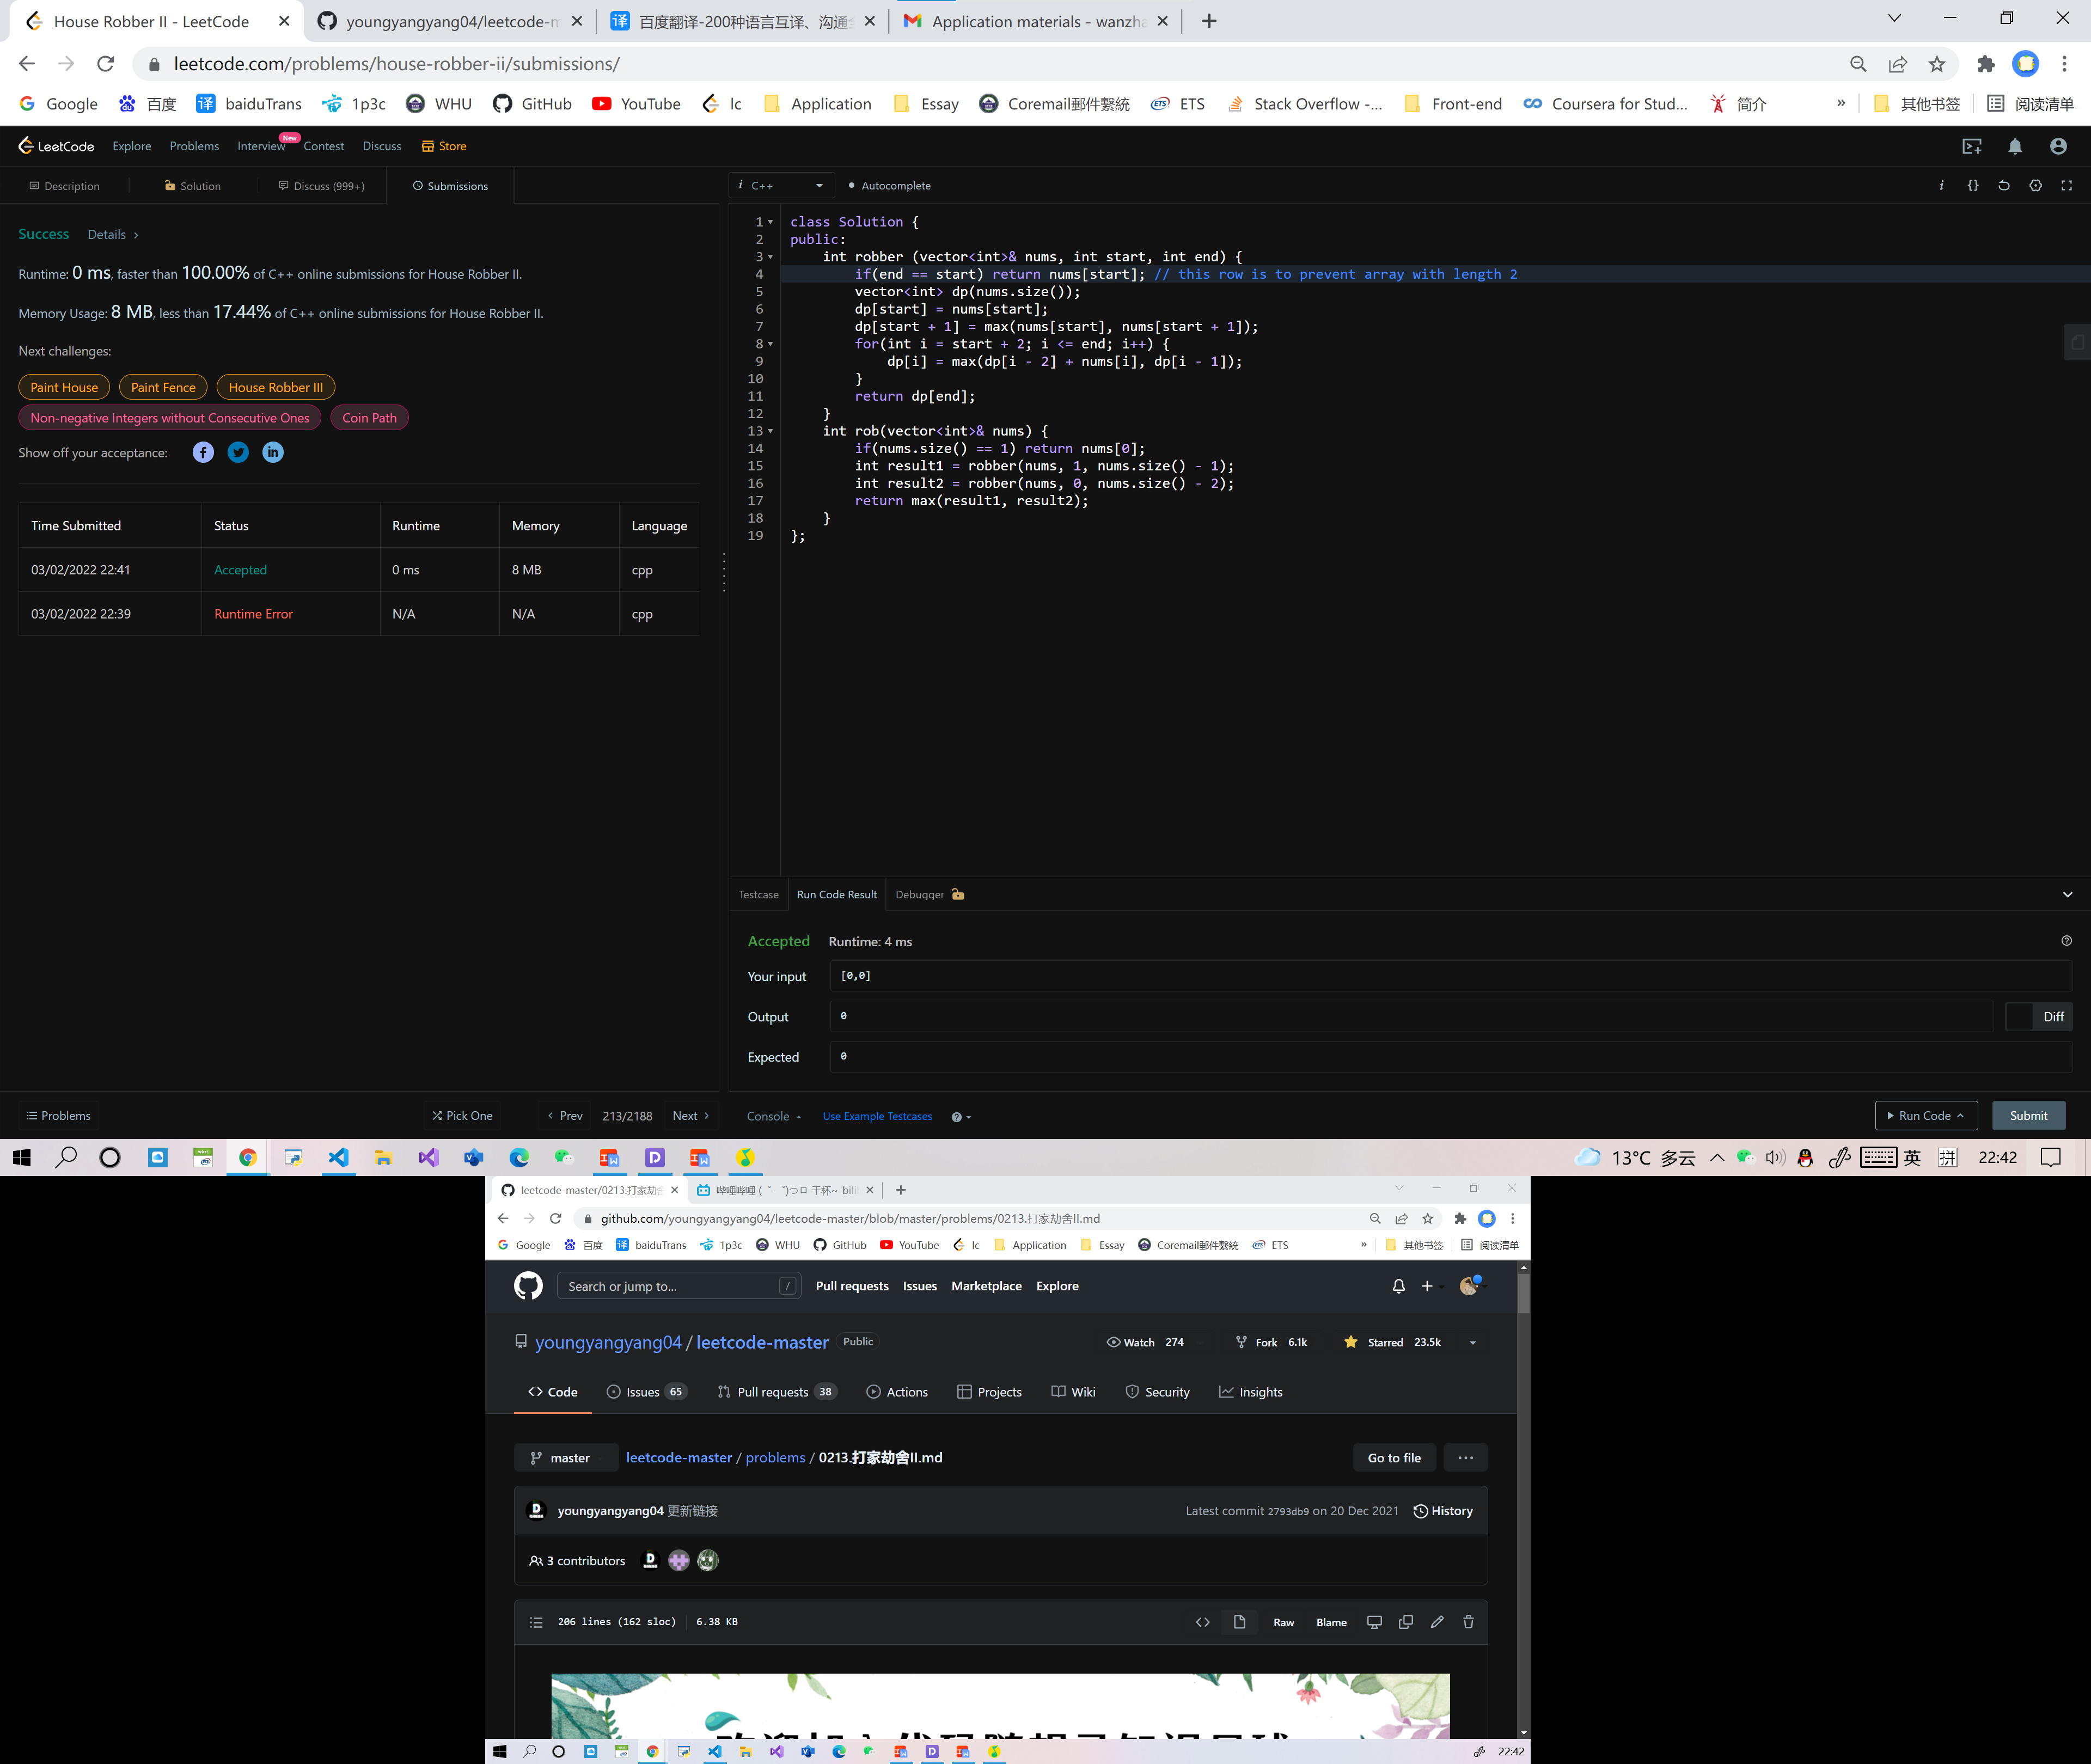 House Robber II - LeetCode
youngyangyang04/leetcode-m
百度翻译-200种语言互译、沟通
Application materials - wanzha
leetcode.com/problems/house-robber-ii/submissions/
Google 百度 baiduTrans 1p3c WHU GitHub YouTube lc Application Essay Coremail郵件繫統 ETS Stack Overflow -... Front-end Coursera for Stud... 简介 » 其他书签 阅读清单
LeetCode Explore Problems Interview New Contest Discuss Store
Description Solution Discuss (999+) Submissions
Success Details >
Runtime: 0 ms, faster than 100.00% of C++ online submissions for House Robber II.
Memory Usage: 8 MB, less than 17.44% of C++ online submissions for House Robber II.
Next challenges:
Paint House Paint Fence House Robber III
Non-negative Integers without Consecutive Ones Coin Path
Show off your acceptance:
Time Submitted Status Runtime Memory Language
03/02/2022 22:41 Accepted 0 ms 8 MB cpp
03/02/2022 22:39 Runtime Error N/A N/A cpp
i C++ Autocomplete
1 class Solution {
2 public:
3 int robber (vector<int>& nums, int start, int end) {
4 if(end == start) return nums[start]; // this row is to prevent array with length 2
5 vector<int> dp(nums.size());
6 dp[start] = nums[start];
7 dp[start + 1] = max(nums[start], nums[start + 1]);
8 for(int i = start + 2; i <= end; i++) {
9 dp[i] = max(dp[i - 2] + nums[i], dp[i - 1]);
10 }
11 return dp[end];
12 }
13 int rob(vector<int>& nums) {
14 if(nums.size() == 1) return nums[0];
15 int result1 = robber(nums, 1, nums.size() - 1);
16 int result2 = robber(nums, 0, nums.size() - 2);
17 return max(result1, result2);
18 }
19 };
Testcase Run Code Result Debugger
Accepted Runtime: 4 ms
Your input [0,0]
Output 0 Diff
Expected 0
Problems Pick One < Prev 213/2188 Next > Console Use Example Testcases Run Code Submit
13°C 多云 英 拼 22:42
leetcode-master/0213.打家劫舍
哔哩哔哩 (゜-゜)つロ 干杯~-bili
github.com/youngyangyang04/leetcode-master/blob/master/problems/0213.打家劫舍II.md
Google 百度 baiduTrans 1p3c WHU GitHub YouTube lc Application Essay Coremail郵件繫統 ETS » 其他书签 阅读清单
Search or jump to... / Pull requests Issues Marketplace Explore
youngyangyang04 / leetcode-master Public Watch 274 Fork 6.1k Starred 23.5k
Code Issues 65 Pull requests 38 Actions Projects Wiki Security Insights
master leetcode-master / problems / 0213.打家劫舍II.md Go to file ...
youngyangyang04 更新链接 Latest commit 2793db9 on 20 Dec 2021 History
3 contributors
206 lines (162 sloc) 6.38 KB Raw Blame
22:42